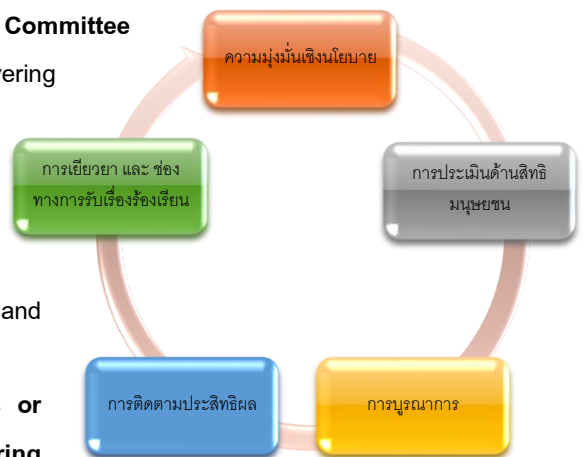 Committee
ความมุ่งมั่นเชิงนโยบาย
vering
การเยียวยา และ ช่อง
ทางการรับเรื่องร้องเรียน
การประเมินด้านสิทธิ
มนุษยชน
and
การติดตามประสิทธิผล
การบูรณาการ
or
ring